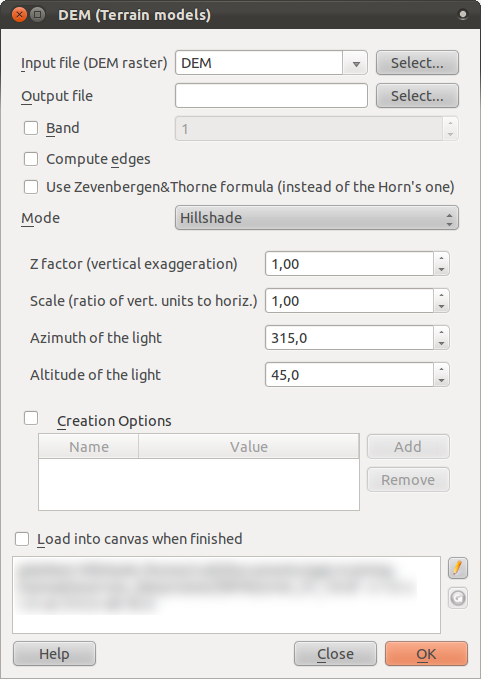 DEM (Terrain models)
Input file (DEM raster) DEM Select...
Output file Select...
Band 1
Compute edges
Use Zevenbergen&Thorne formula (instead of the Horn's one)
Mode Hillshade
Z factor (vertical exaggeration) 1,00
Scale (ratio of vert. units to horiz.) 1,00
Azimuth of the light 315,0
Altitude of the light 45,0
Creation Options
Name Value Add
Remove
Load into canvas when finished
Help Close OK